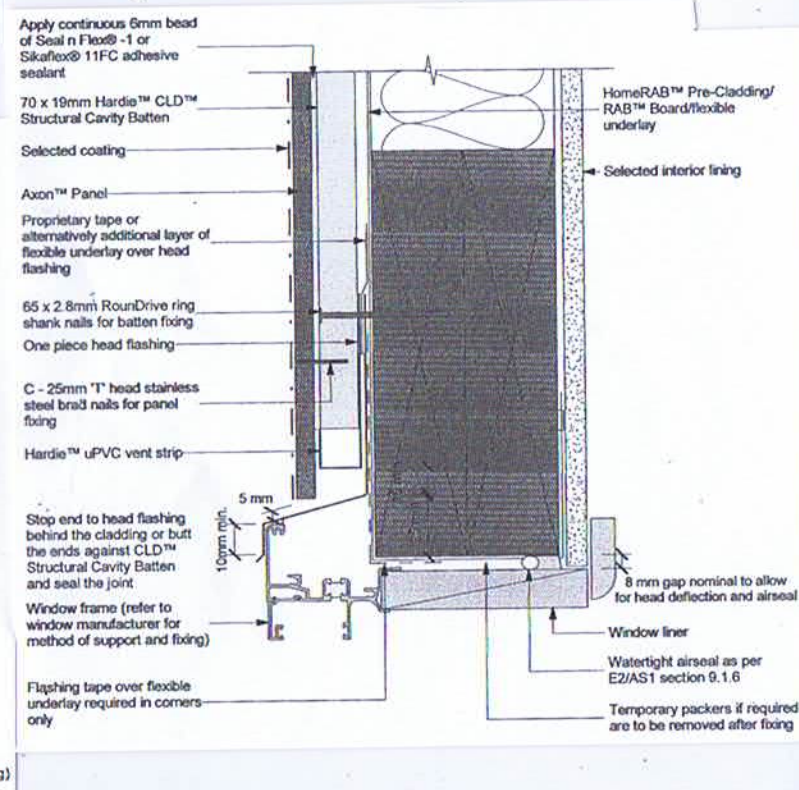 Apply continuous 6mm bead
of Seal n Flex® -1 or
Sikaflex® 11FC adhesive
sealant
70 x 19mm Hardie™ CLD™
Structural Cavity Batten
Selected coating
Axon™ Panel
Proprietary tape or
alternatively additional layer of
flexible underlay over head
flashing
65 x 2.8mm RounDrive ring
shank nails for batten fixing
One piece head flashing
C - 25mm 'T' head stainless
steel brad nails for panel
fixing
Hardie™ uPVC vent strip
5 mm
10mm min.
Stop end to head flashing
behind the cladding or butt
the ends against CLD™
Structural Cavity Batten
and seal the joint
Window frame (refer to
window manufacturer for
method of support and fixing)
Flashing tape over flexible
underlay required in corners
only
HomeRAB™ Pre-Cladding/
RAB™ Board/flexible
underlay
Selected interior lining
8 mm gap nominal to allow
for head deflection and airseal
Window liner
Watertight airseal as per
E2/AS1 section 9.1.6
Temporary packers if required
are to be removed after fixing
g)